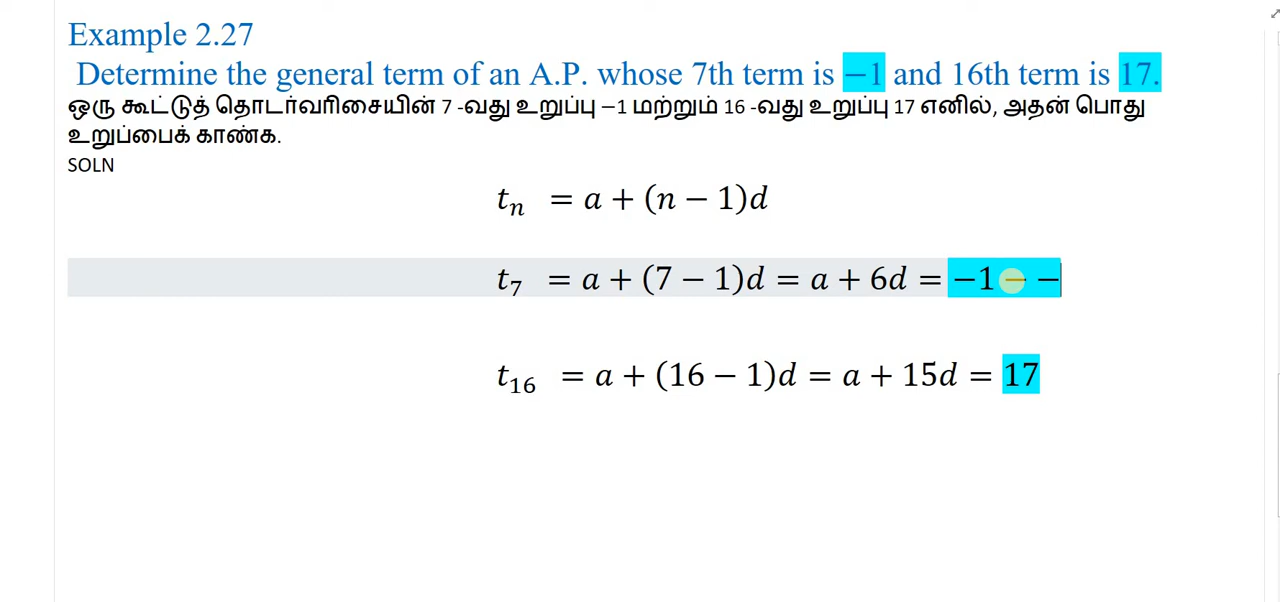 Example 2.27
Determine the general term of an A.P. whose 7th term is −1 and 16th term is 17.
ஒரு கூட்டுத் தொடர்வரிசையின் 7 -வது உறுப்பு −1 மற்றும் 16 -வது உறுப்பு 17 எனில், அதன் பொது
உறுப்பைக் காண்க.
SOLN
tₙ = a + (n − 1)d
t₇ = a + (7 − 1)d = a + 6d = −1 − −
t₁₆ = a + (16 − 1)d = a + 15d = 17